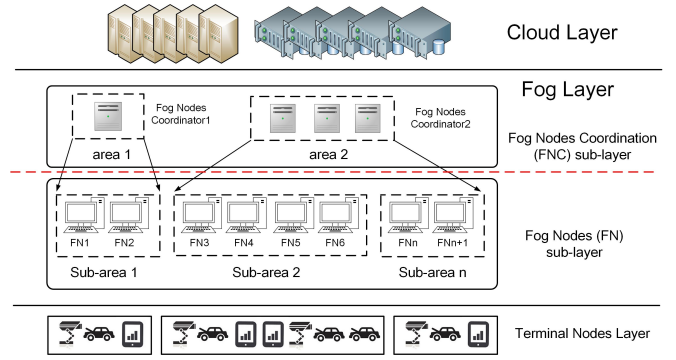 Cloud Layer
Fog Layer
Fog Nodes
Coordinator1
Fog Nodes
Coordinator2
area 1
area 2
Fog Nodes Coordination
(FNC) sub-layer
FN1
FN2
FN3
FN4
FN5
FN6
FNn
FNn+1
Fog Nodes (FN)
sub-layer
Sub-area 1
Sub-area 2
Sub-area n
Terminal Nodes Layer